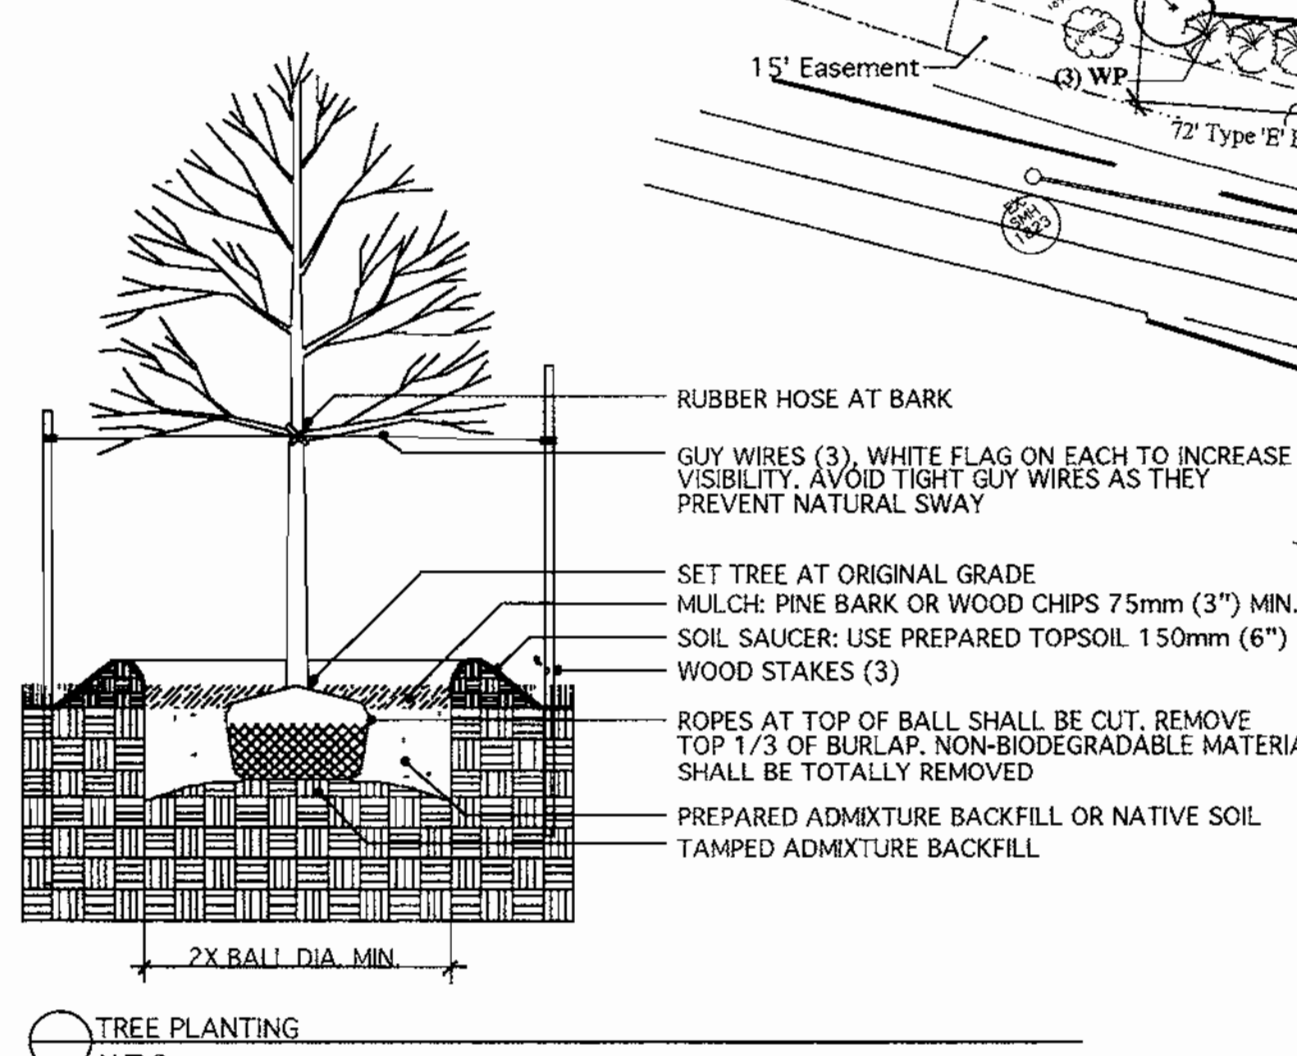 15' Easement
(3) WP
72' Type 'E'
EX.
SMH
1823
RUBBER HOSE AT BARK
GUY WIRES (3), WHITE FLAG ON EACH TO INCREASE
VISIBILITY. AVOID TIGHT GUY WIRES AS THEY
PREVENT NATURAL SWAY
SET TREE AT ORIGINAL GRADE
MULCH: PINE BARK OR WOOD CHIPS 75mm (3") MIN.
SOIL SAUCER: USE PREPARED TOPSOIL 150mm (6")
WOOD STAKES (3)
ROPES AT TOP OF BALL SHALL BE CUT. REMOVE
TOP 1/3 OF BURLAP. NON-BIODEGRADABLE MATERIA
SHALL BE TOTALLY REMOVED
PREPARED ADMIXTURE BACKFILL OR NATIVE SOIL
TAMPED ADMIXTURE BACKFILL
2X BALL DIA. MIN.
TREE PLANTING